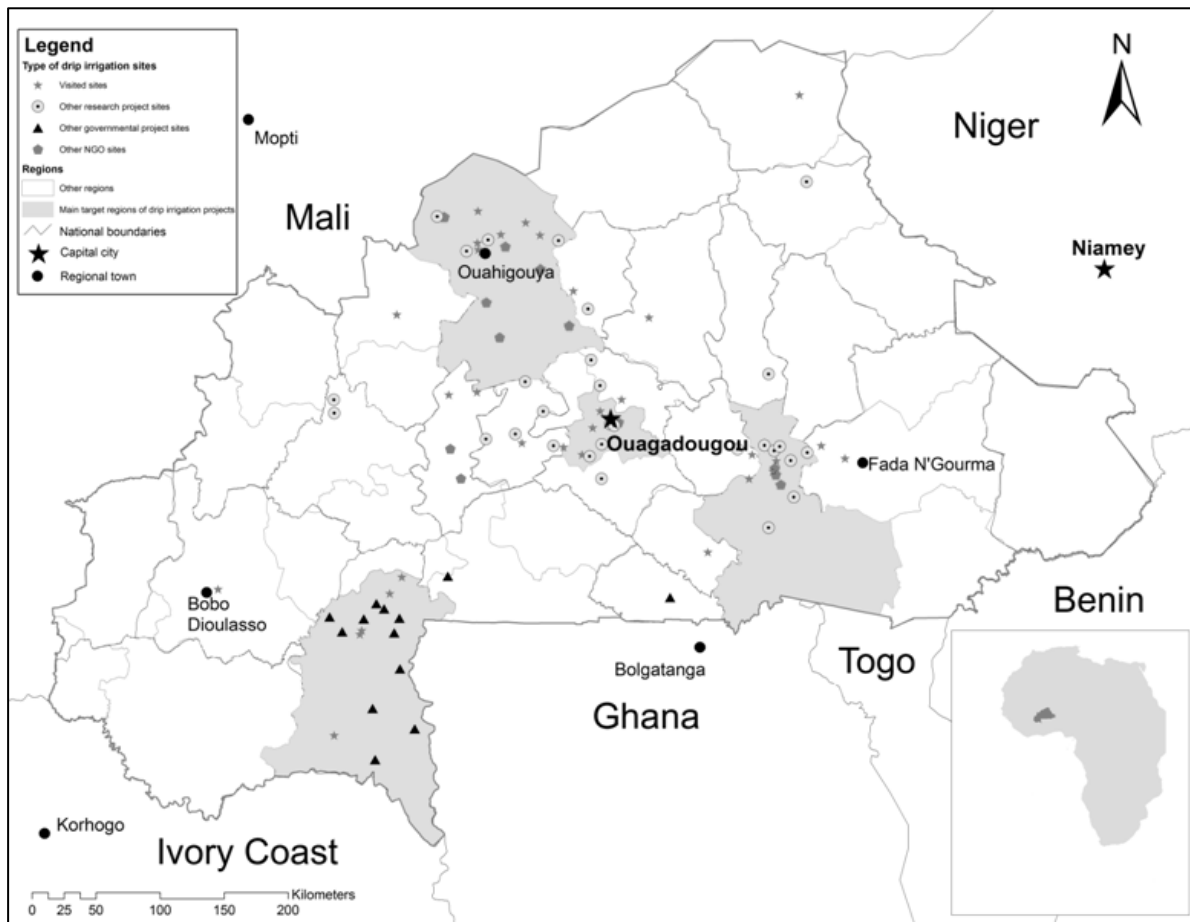 Legend
Type of drip irrigation sites
Visited sites
Other research project sites
Other governmental project sites
Other NGO sites
Regions
Other regions
Main target regions of drip irrigation projects
National boundaries
Capital city
Regional town
N
Mopti
Niger
Mali
Niamey
Ouahigouya
Ouagadougou
Fada N'Gourma
Bobo
Dioulasso
Benin
Bolgatanga
Togo
Ghana
Korhogo
Ivory Coast
Kilometers
0 25 50 100 150 200